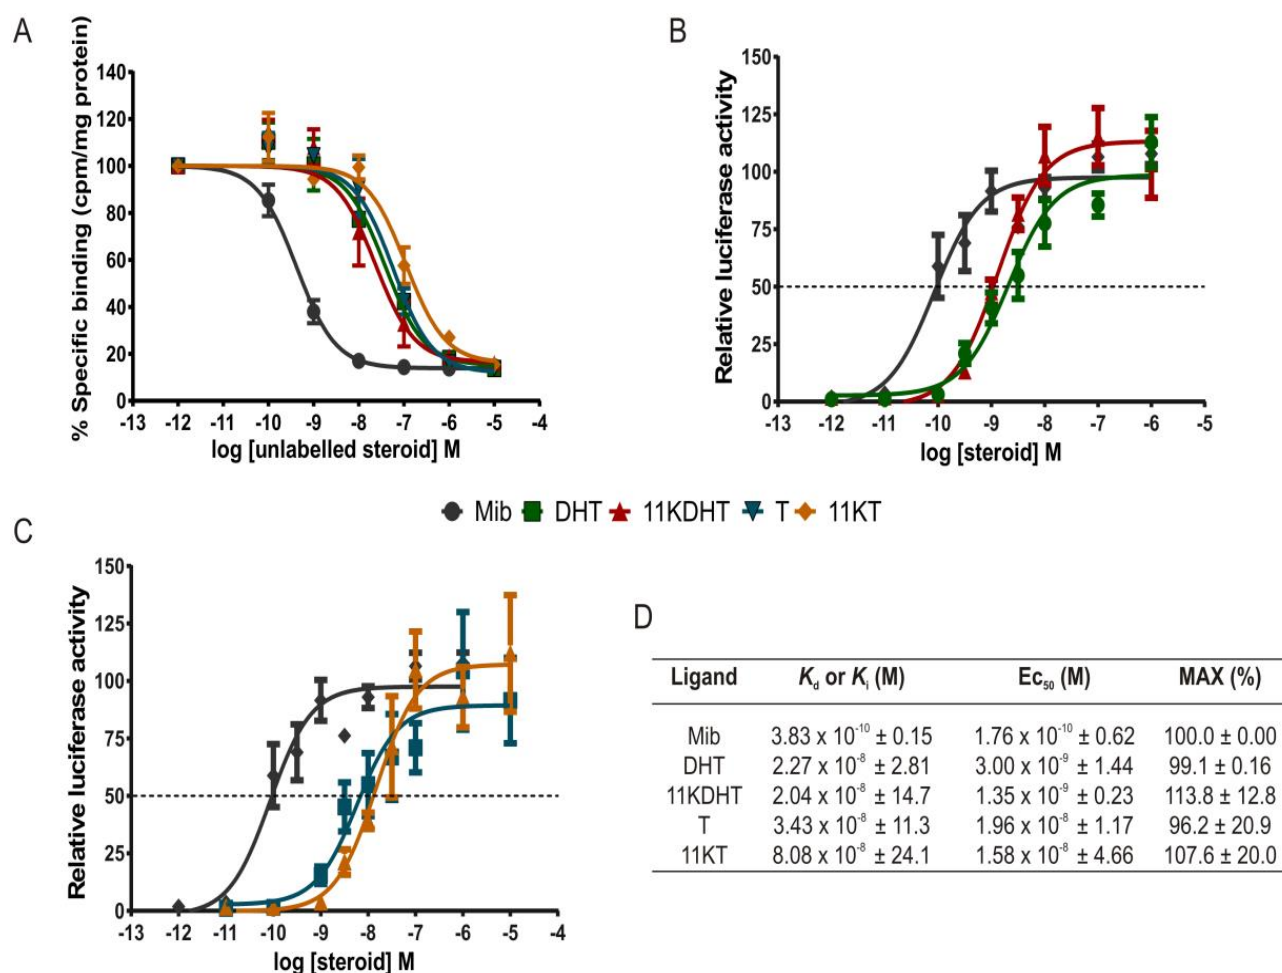 A
% Specific binding (cpm/mg protein)
140
120
100
80
60
40
20
0
-13 -12 -11 -10 -9 -8 -7 -6 -5 -4
log [unlabelled steroid] M
B
Relative luciferase activity
150
125
100
75
50
25
0
-13 -12 -11 -10 -9 -8 -7 -6 -5
log [steroid] M
Mib DHT 11KDHT T 11KT
C
Relative luciferase activity
150
125
100
75
50
25
0
-13 -12 -11 -10 -9 -8 -7 -6 -5 -4
log [steroid] M
D
Ligand Kd or Ki (M) Ec50 (M) MAX (%)
Mib 3.83 x 10^-10 ± 0.15 1.76 x 10^-10 ± 0.62 100.0 ± 0.00
DHT 2.27 x 10^-8 ± 2.81 3.00 x 10^-9 ± 1.44 99.1 ± 0.16
11KDHT 2.04 x 10^-8 ± 14.7 1.35 x 10^-9 ± 0.23 113.8 ± 12.8
T 3.43 x 10^-8 ± 11.3 1.96 x 10^-8 ± 1.17 96.2 ± 20.9
11KT 8.08 x 10^-8 ± 24.1 1.58 x 10^-8 ± 4.66 107.6 ± 20.0